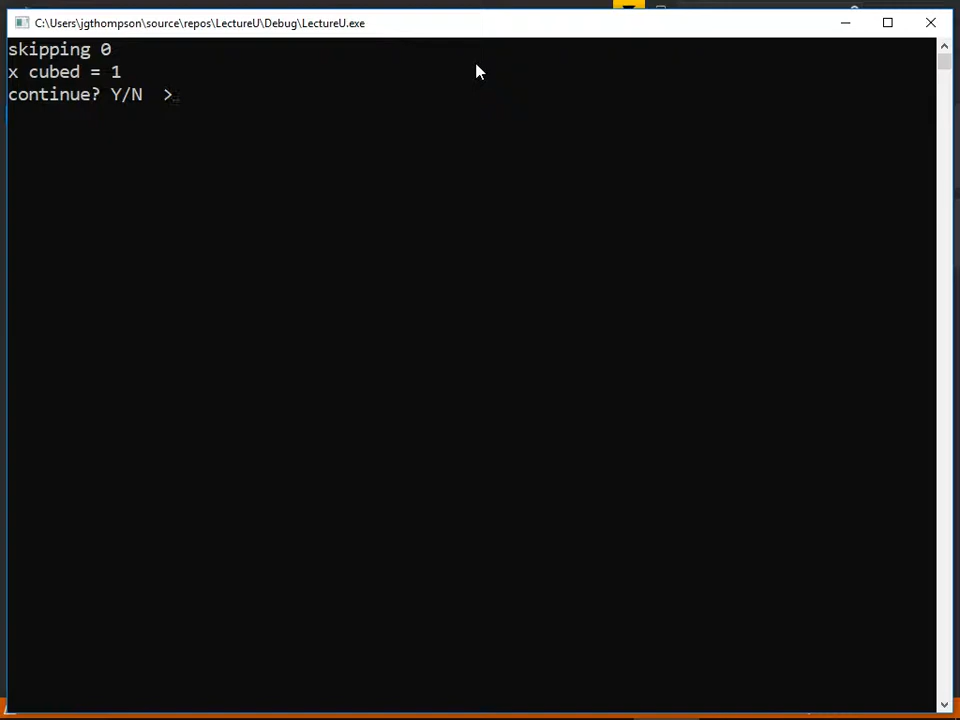 C:\Users\jgthompson\source\repos\LectureU\Debug\LectureU.exe
skipping 0
x cubed = 1
continue? Y/N  >